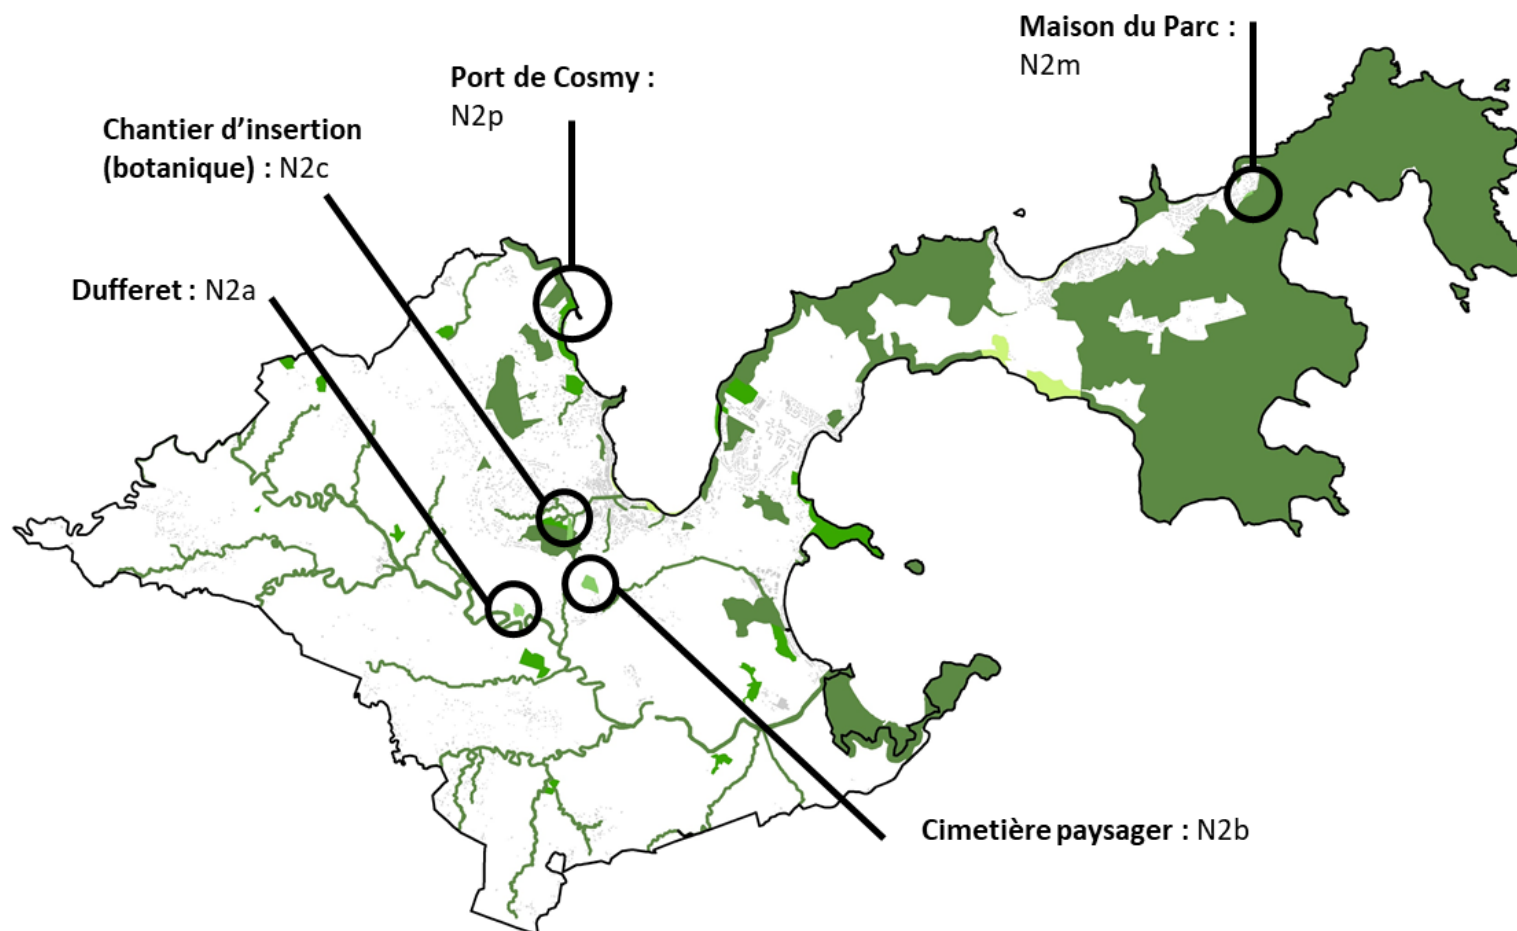 Maison du Parc :
N2m
Port de Cosmy :
N2p
Chantier d’insertion
(botanique) : N2c
Dufferet : N2a
Cimetière paysager : N2b